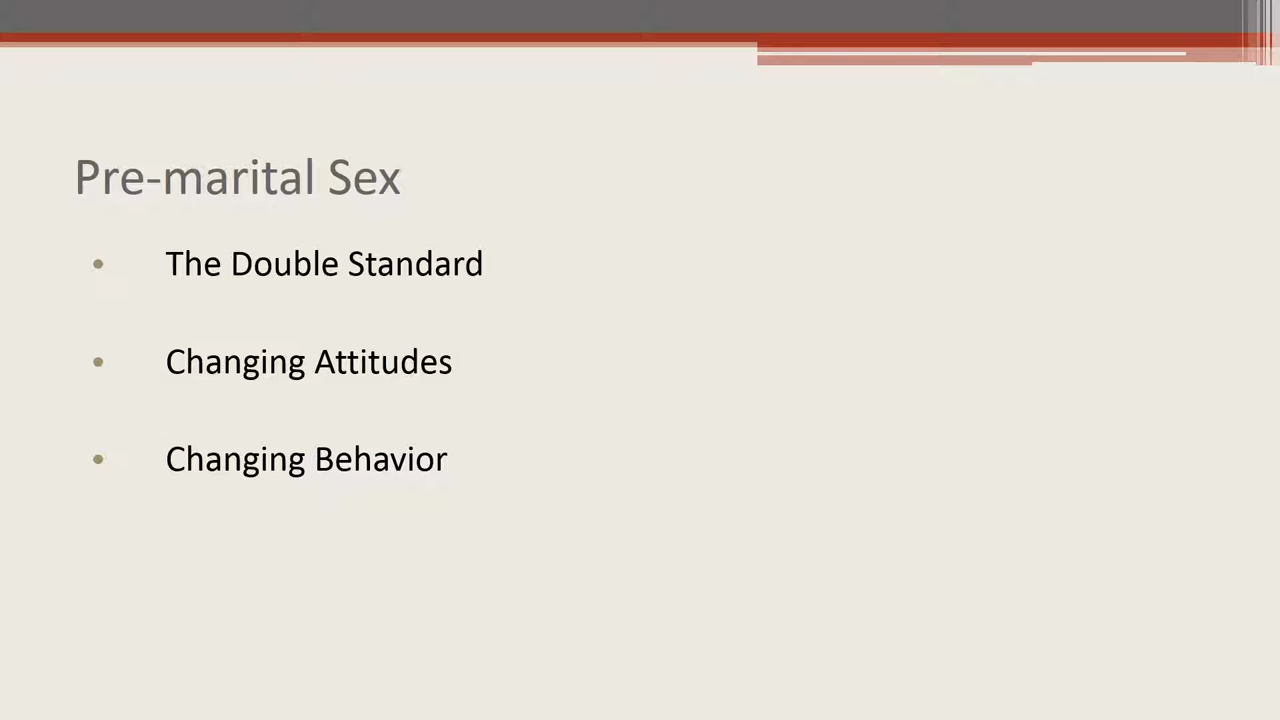 Pre-marital Sex
• The Double Standard
• Changing Attitudes
• Changing Behavior